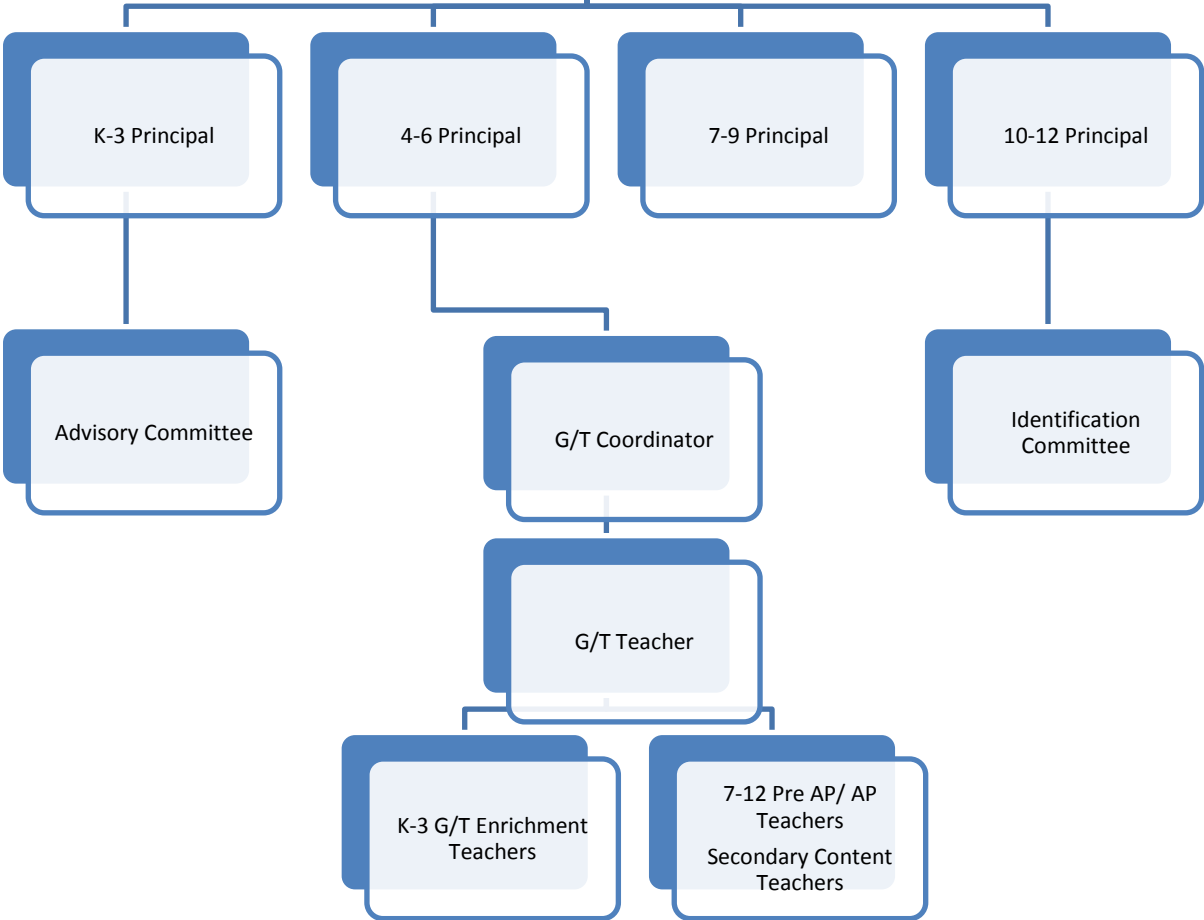 K-3 Principal
4-6 Principal
7-9 Principal
10-12 Principal
Advisory Committee
G/T Coordinator
Identification
Committee
G/T Teacher
K-3 G/T Enrichment
Teachers
7-12 Pre AP/ AP
Teachers
Secondary Content
Teachers